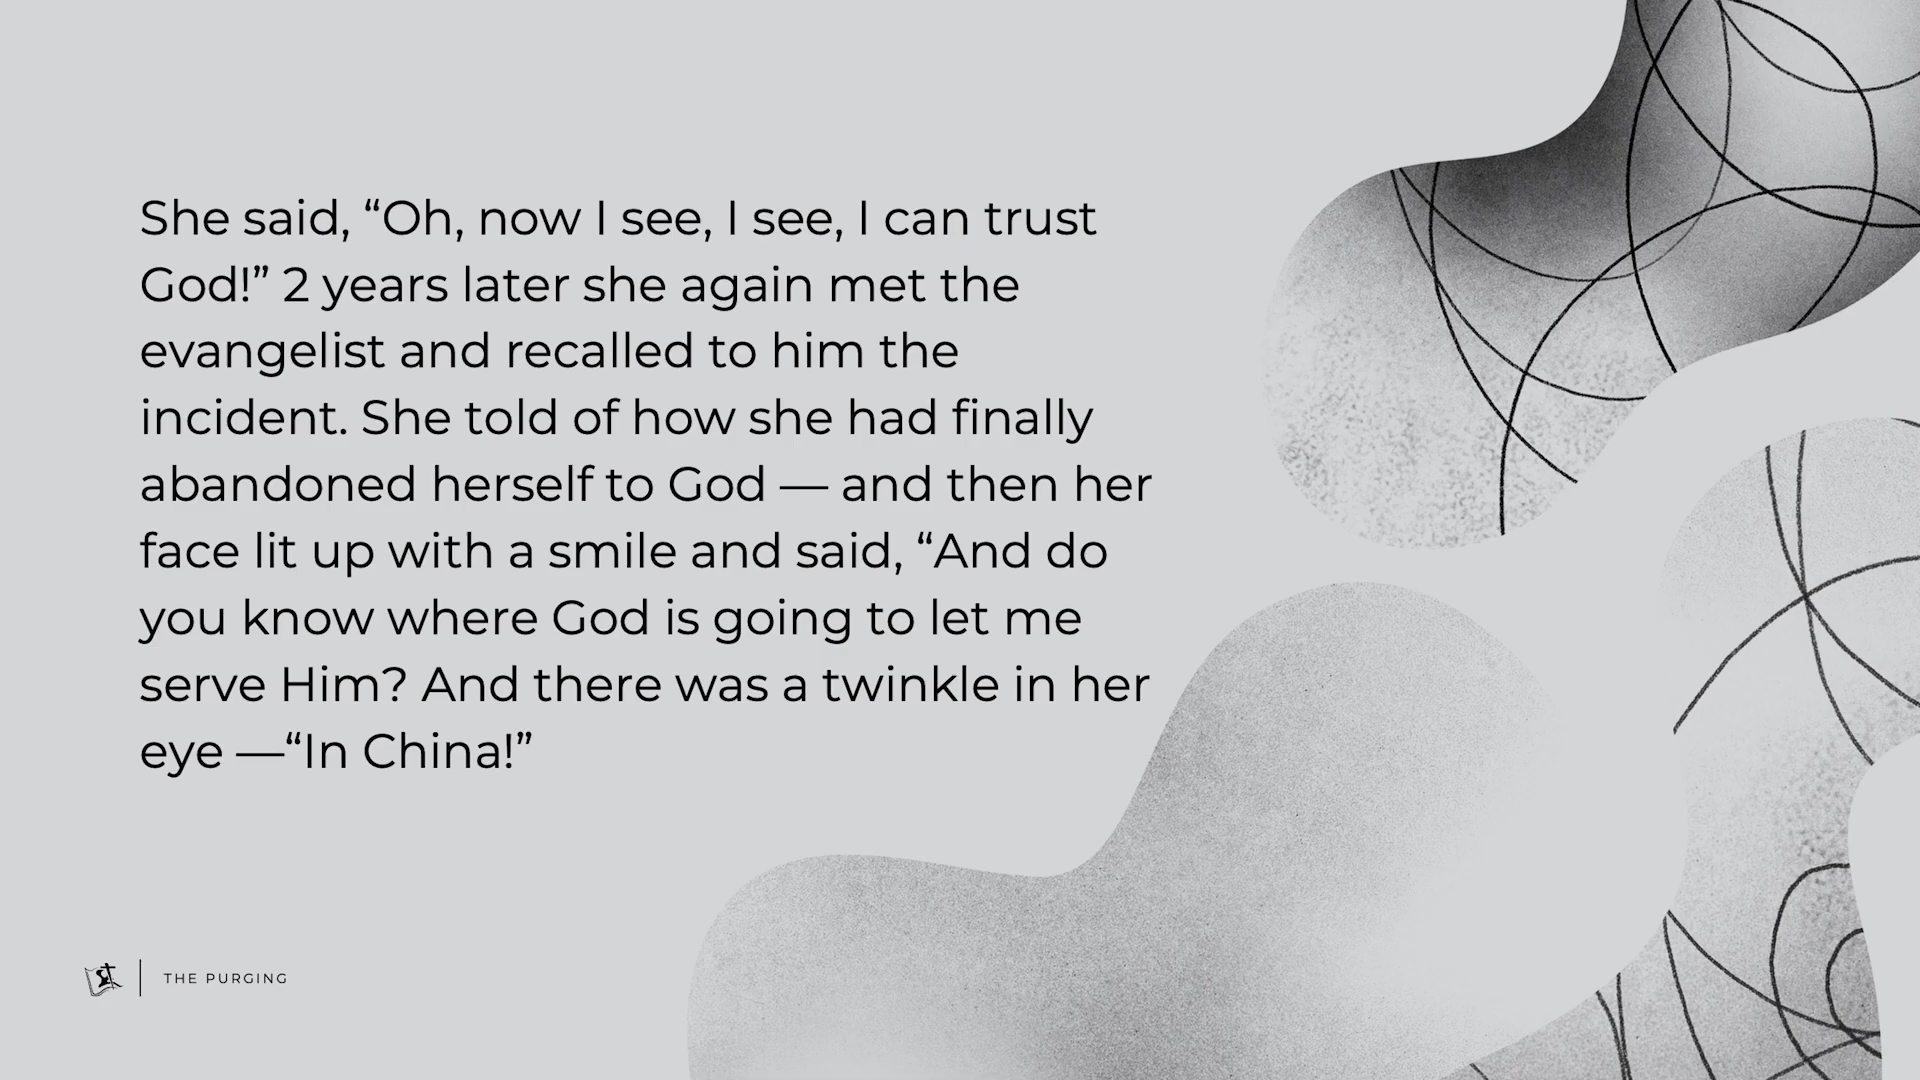 She said, “Oh, now I see, I see, I can trust
God!” 2 years later she again met the
evangelist and recalled to him the
incident. She told of how she had finally
abandoned herself to God — and then her
face lit up with a smile and said, “And do
you know where God is going to let me
serve Him? And there was a twinkle in her
eye —“In China!”
THE PURGING